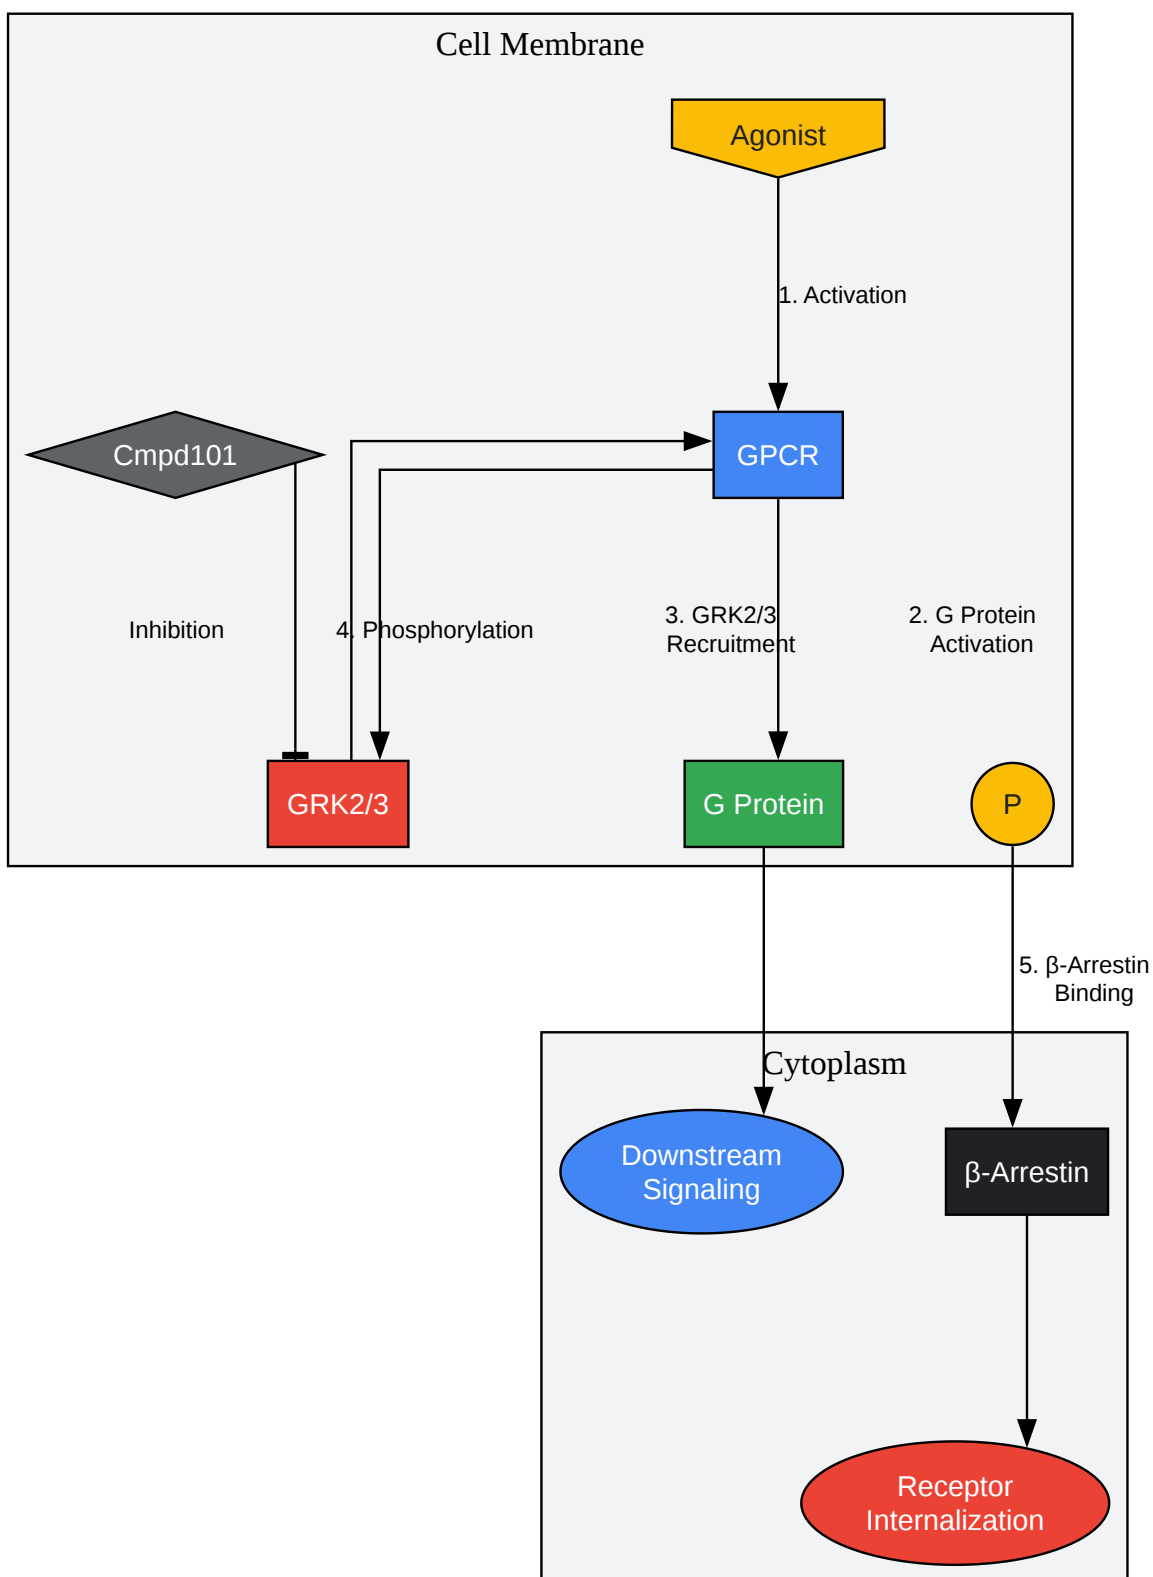 Cell Membrane
Agonist
1. Activation
Cmpd101
GPCR
Inhibition
4. Phosphorylation
3. GRK2/3
Recruitment
2. G Protein
Activation
GRK2/3
G Protein
P
5. β-Arrestin
Binding
Cytoplasm
Downstream
Signaling
β-Arrestin
Receptor
Internalization